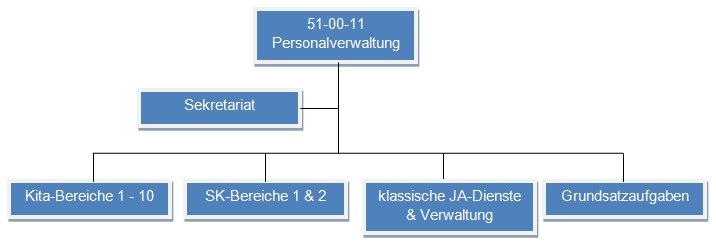 51-00-11
Personalverwaltung
Sekretariat
Kita-Bereiche 1 - 10
SK-Bereiche 1 & 2
klassische JA-Dienste
& Verwaltung
Grundsatzaufgaben